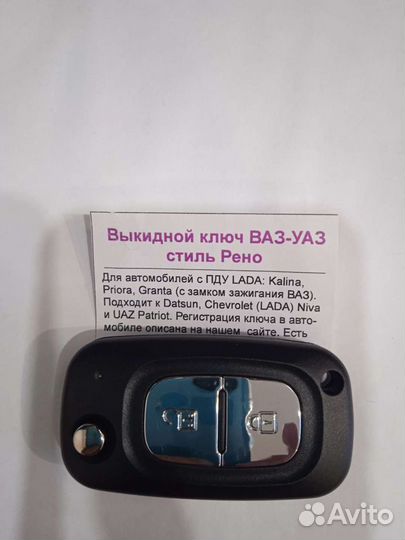 Выкидной ключ ВАЗ-УАЗ
стиль Рено
Для автомобилей с ПДУ LADA: Kalina,
Priora, Granta (с замком зажигания ВАЗ).
Подходит к Datsun, Chevrolet (LADA) Niva
и UAZ Patriot. Регистрация ключа в авто-
мобиле описана на нашем сайте. Есть
Avito